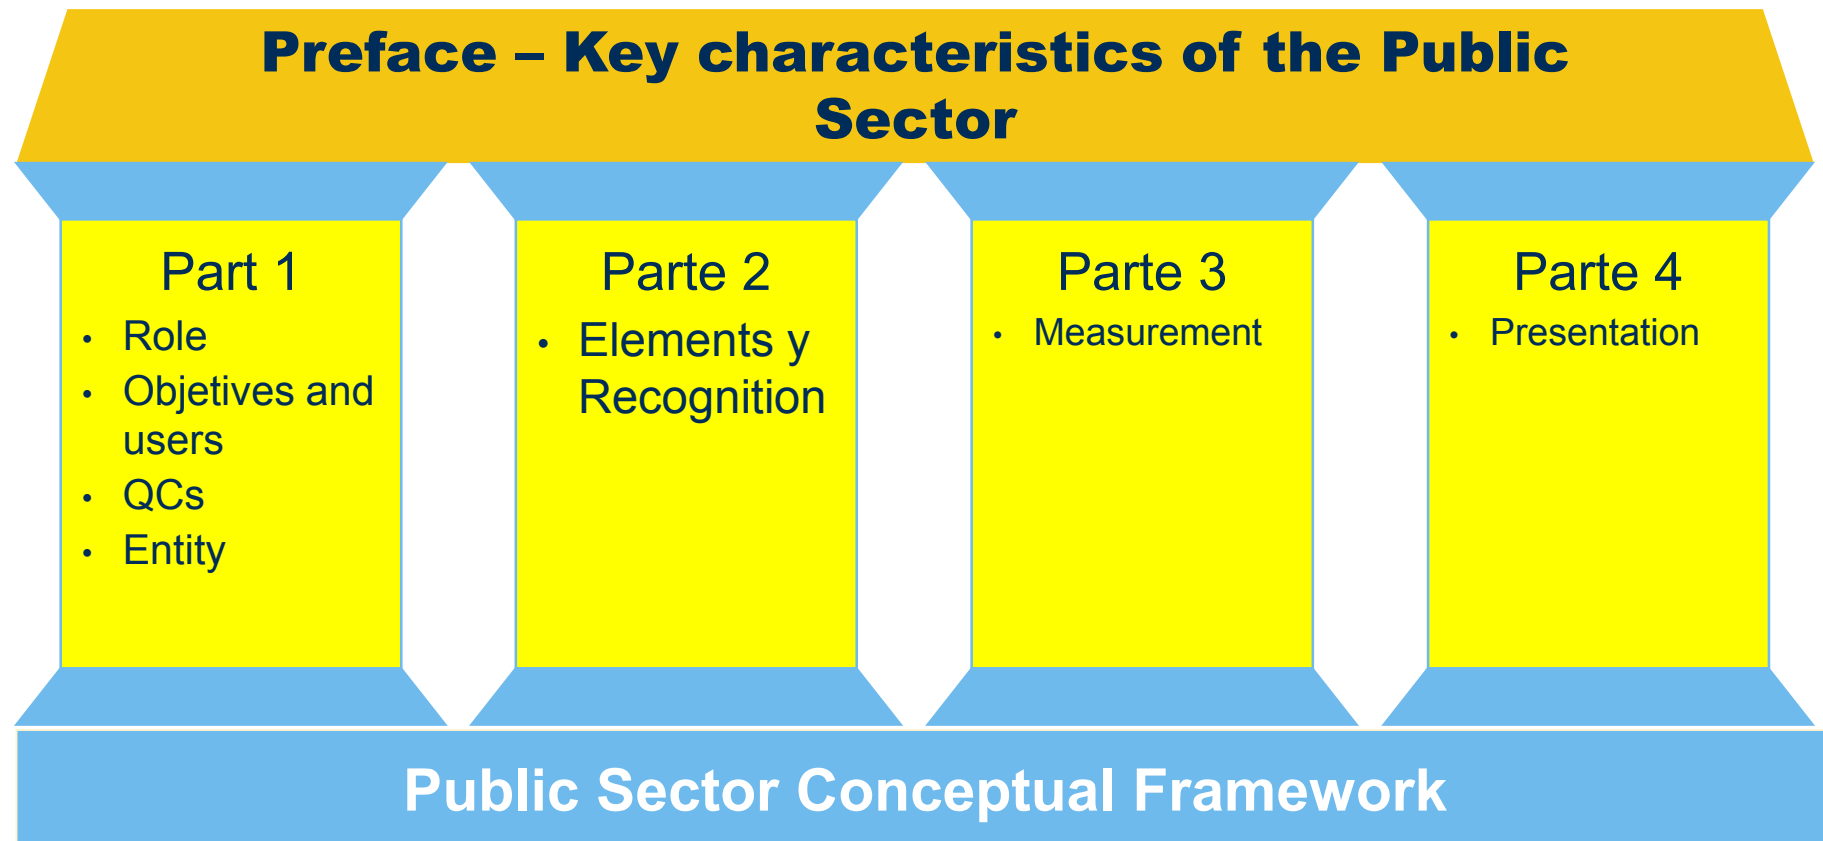 Preface – Key characteristics of the Public
Sector
Part 1
• Role
• Objetives and
users
• QCs
• Entity
Parte 2
• Elements y
Recognition
Parte 3
• Measurement
Parte 4
• Presentation
Public Sector Conceptual Framework